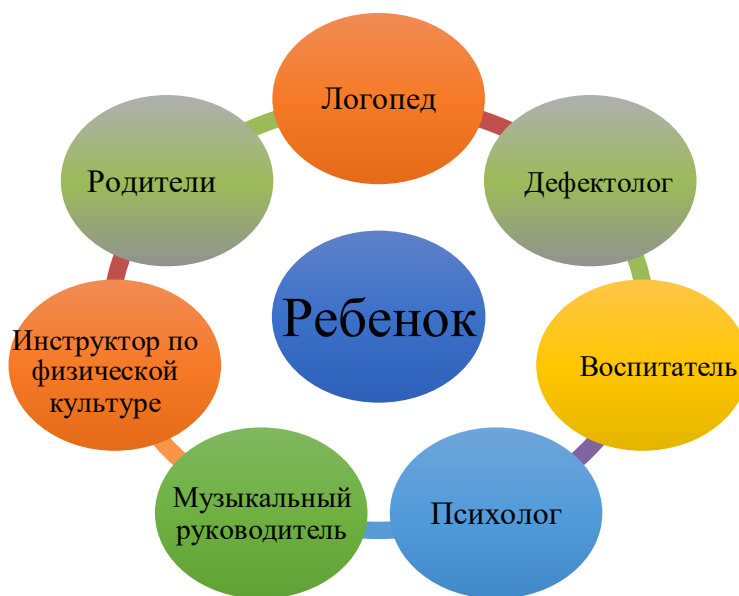 Логопед
Родители
Дефектолог
Ребенок
Инструктор по
физической
культуре
Воспитатель
Музыкальный
руководитель
Психолог